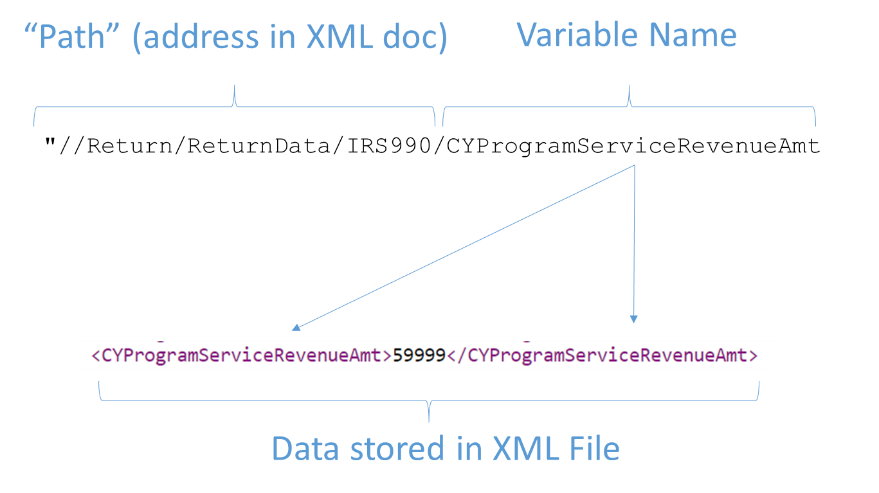 “Path” (address in XML doc)
Variable Name
"//Return/ReturnData/IRS990/CYProgramServiceRevenueAmt
<CYProgramServiceRevenueAmt>59999</CYProgramServiceRevenueAmt>
Data stored in XML File